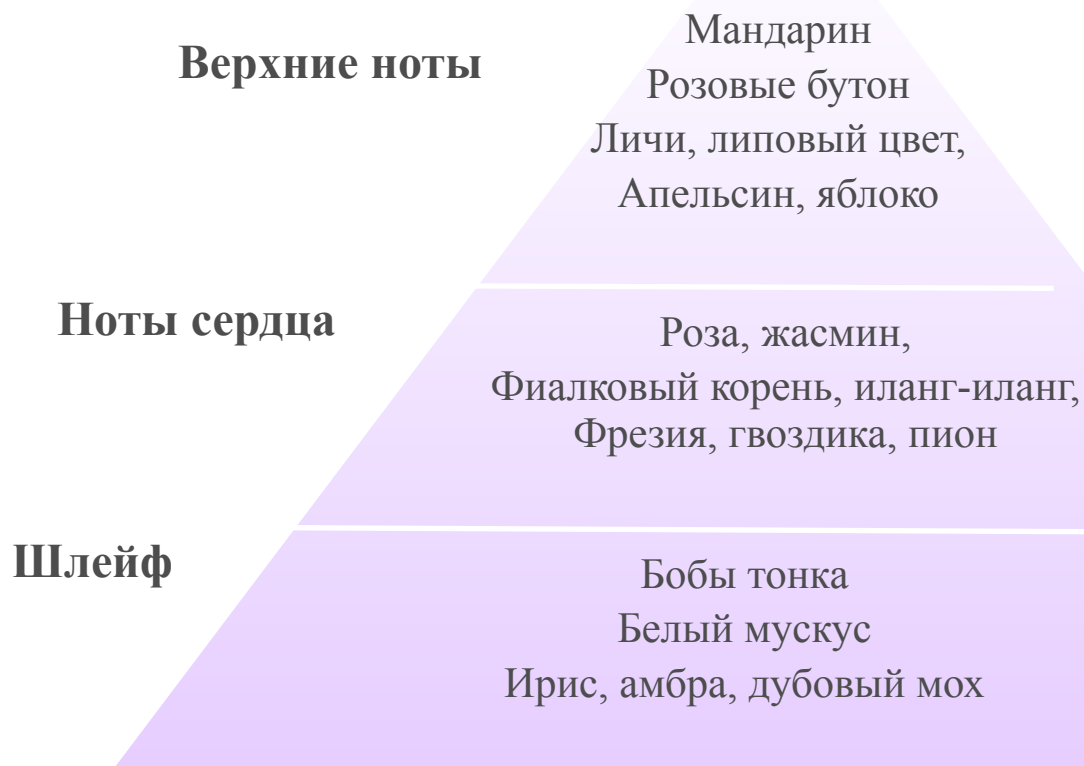 Верхние ноты
Мандарин
Розовые бутон
Личи, липовый цвет,
Апельсин, яблоко
Ноты сердца
Роза, жасмин,
Фиалковый корень, иланг-иланг,
Фрезия, гвоздика, пион
Шлейф
Бобы тонка
Белый мускус
Ирис, амбра, дубовый мох